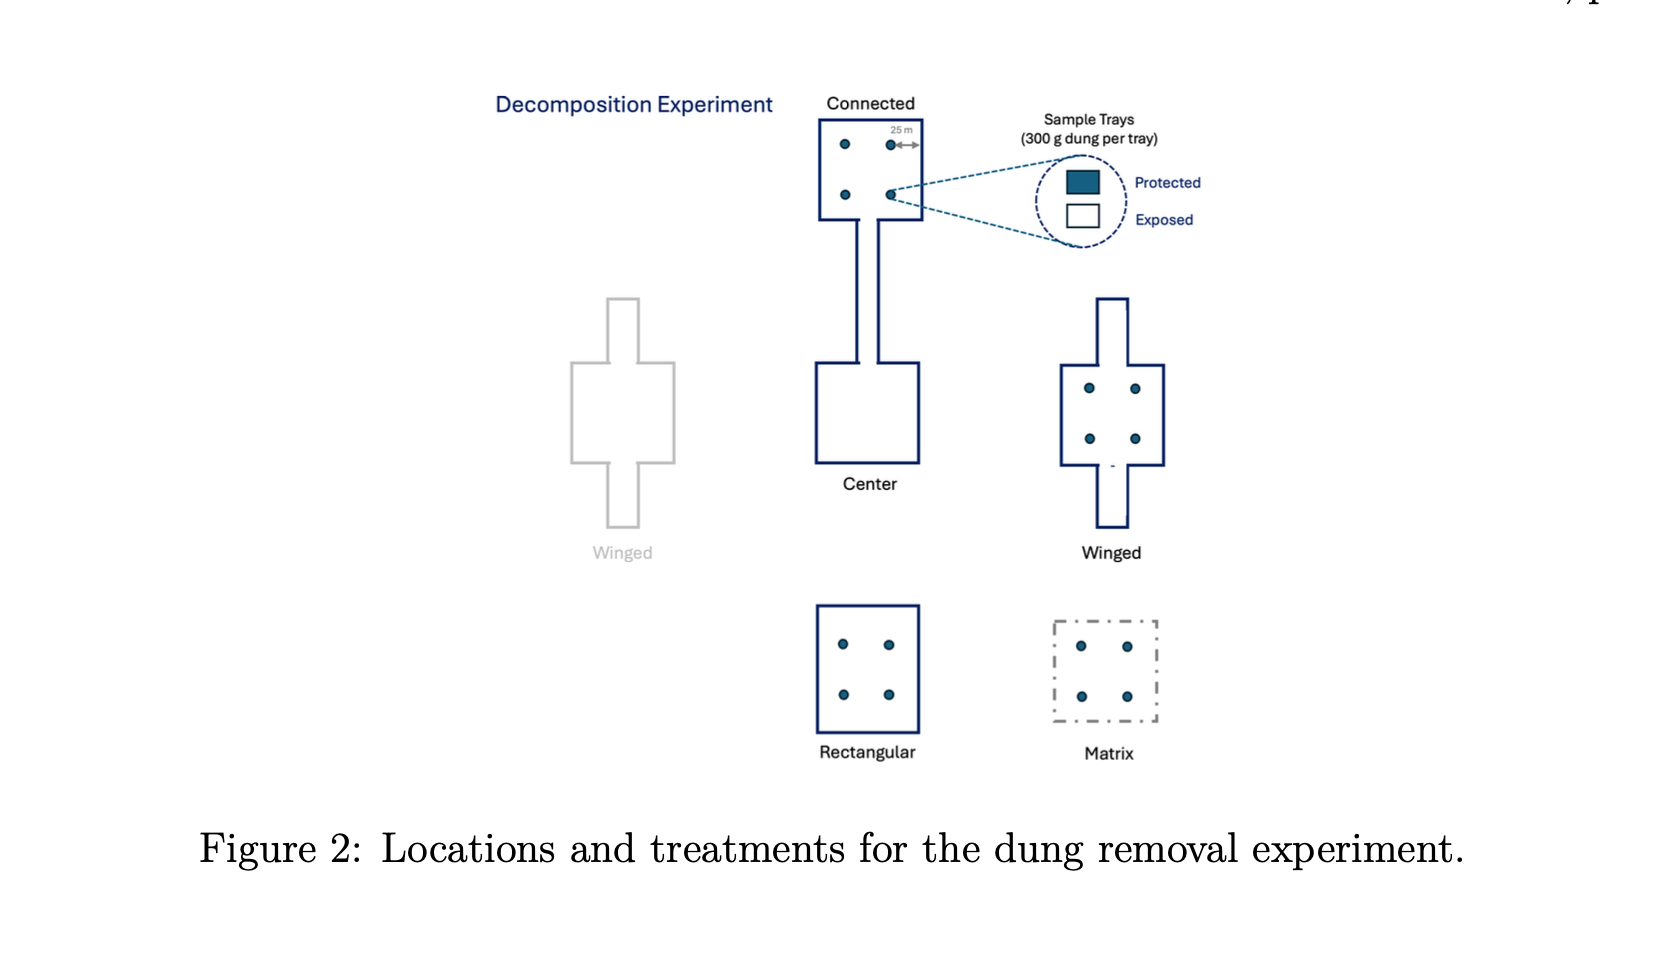 Decomposition Experiment
Connected
25 m
Sample Trays
(300 g dung per tray)
Protected
Exposed
Center
Winged
Winged
Rectangular
Matrix
Figure 2: Locations and treatments for the dung removal experiment.